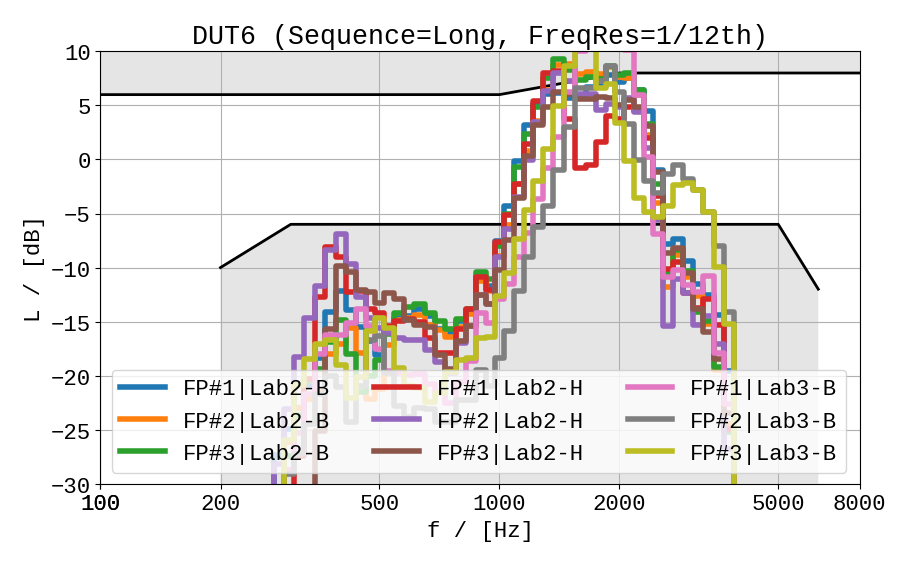 DUT6 (Sequence=Long, FreqRes=1/12th)
10
5
0
−5
−10
−15
−20
−25
−30
L / [dB]
FP#1|Lab2-B
FP#2|Lab2-B
FP#3|Lab2-B
FP#1|Lab2-H
FP#2|Lab2-H
FP#3|Lab2-H
FP#1|Lab3-B
FP#2|Lab3-B
FP#3|Lab3-B
100 200 500 1000 2000 5000 8000
f / [Hz]